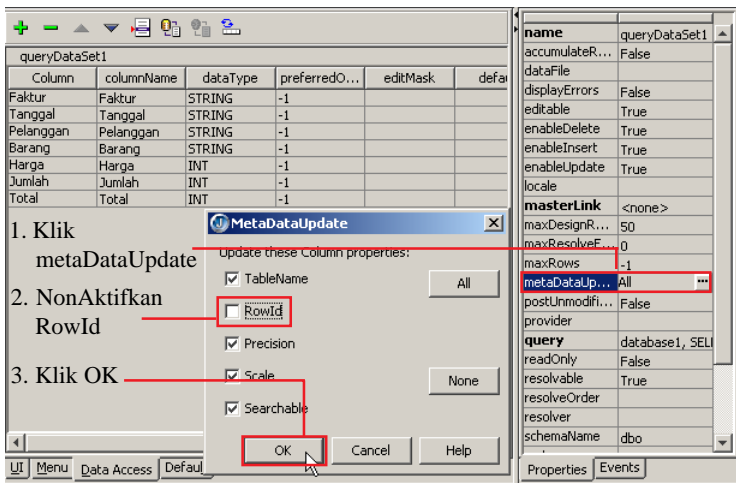 queryDataSet1
Column columnName dataType preferredO... editMask defau
Faktur Faktur STRING -1
Tanggal Tanggal STRING -1
Pelanggan Pelanggan STRING -1
Barang Barang STRING -1
Harga Harga INT -1
Jumlah Jumlah INT -1
Total Total INT -1
1. Klik
metaDataUpdate
2. NonAktifkan
RowId
3. Klik OK
MetaDataUpdate
Update these Column properties:
TableName
All
RowId
Precision
Scale
None
Searchable
OK Cancel Help
UI Menu Data Access Defaul
name queryDataSet1
accumulateR... False
dataFile
displayErrors False
editable True
enableDelete True
enableInsert True
enableUpdate True
locale
masterLink <none>
maxDesignR... 50
maxResolveE... 0
maxRows -1
metaDataUp... All ...
postUnmodifi... False
provider
query database1, SELE
readOnly False
resolvable True
resolveOrder
resolver
schemaName dbo
Properties Events